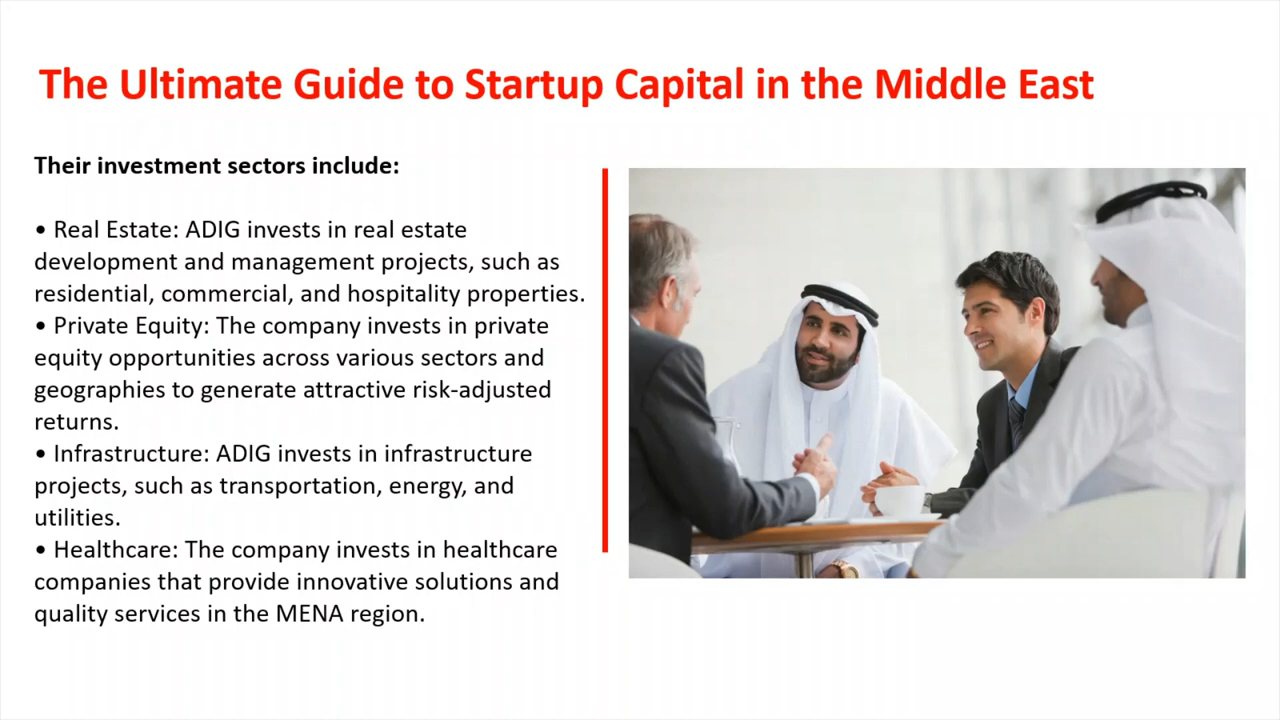 The Ultimate Guide to Startup Capital in the Middle East
Their investment sectors include:
• Real Estate: ADIG invests in real estate
development and management projects, such as
residential, commercial, and hospitality properties.
• Private Equity: The company invests in private
equity opportunities across various sectors and
geographies to generate attractive risk-adjusted
returns.
• Infrastructure: ADIG invests in infrastructure
projects, such as transportation, energy, and
utilities.
• Healthcare: The company invests in healthcare
companies that provide innovative solutions and
quality services in the MENA region.